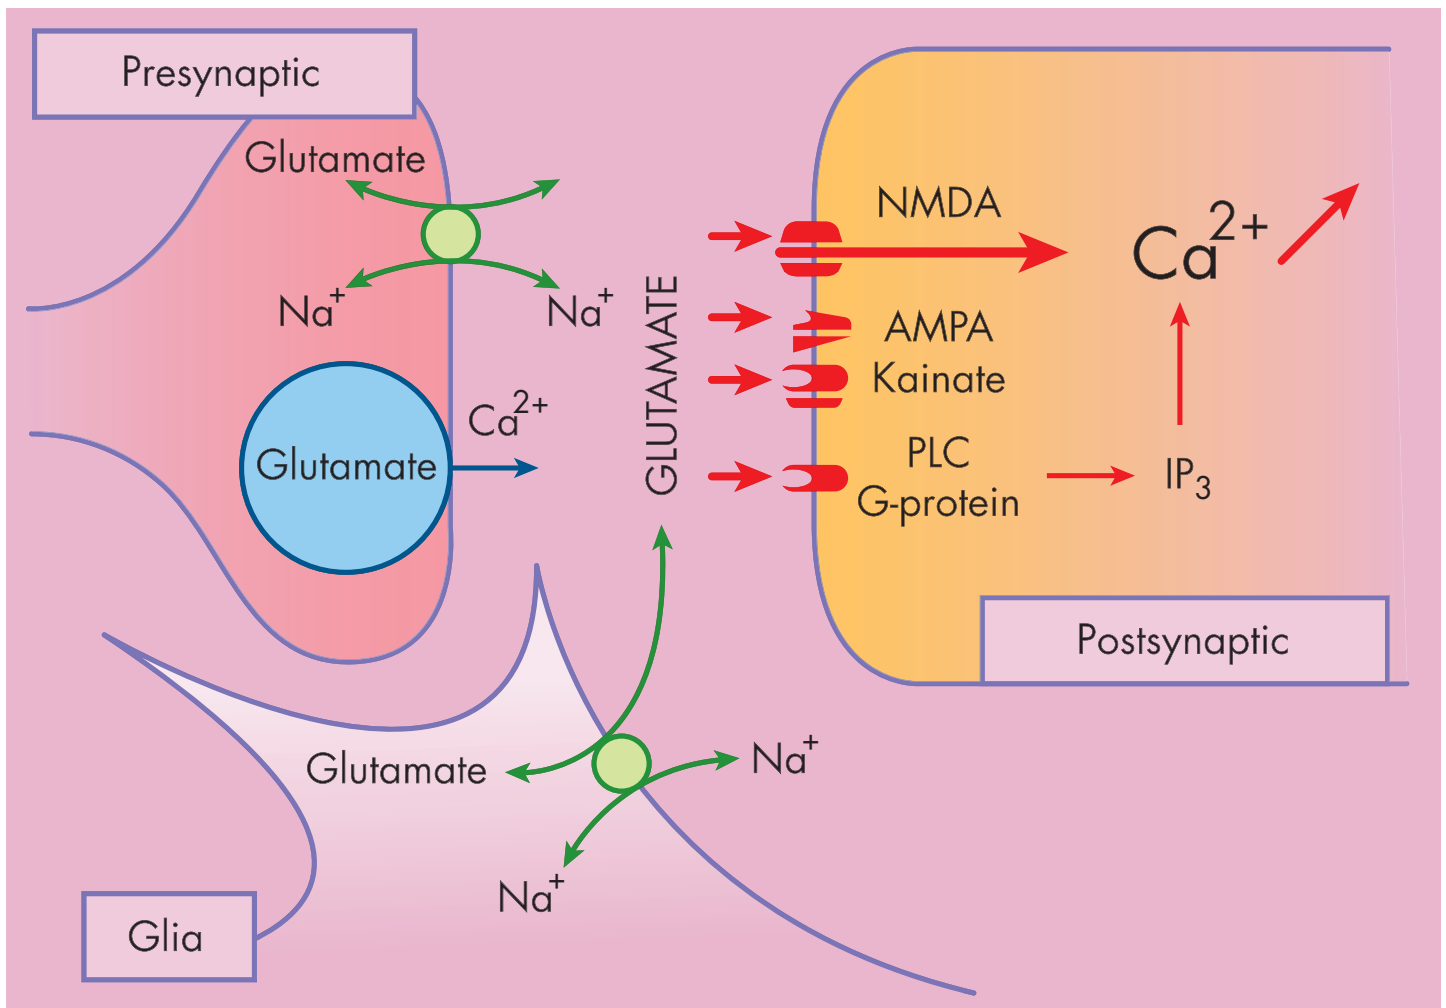 Presynaptic
Glutamate
Na+
Na+
Glutamate
Ca2+
GLUTAMATE
NMDA
Ca2+
AMPA
Kainate
PLC
G-protein
IP3
Postsynaptic
Glutamate
Na+
Na+
Glia